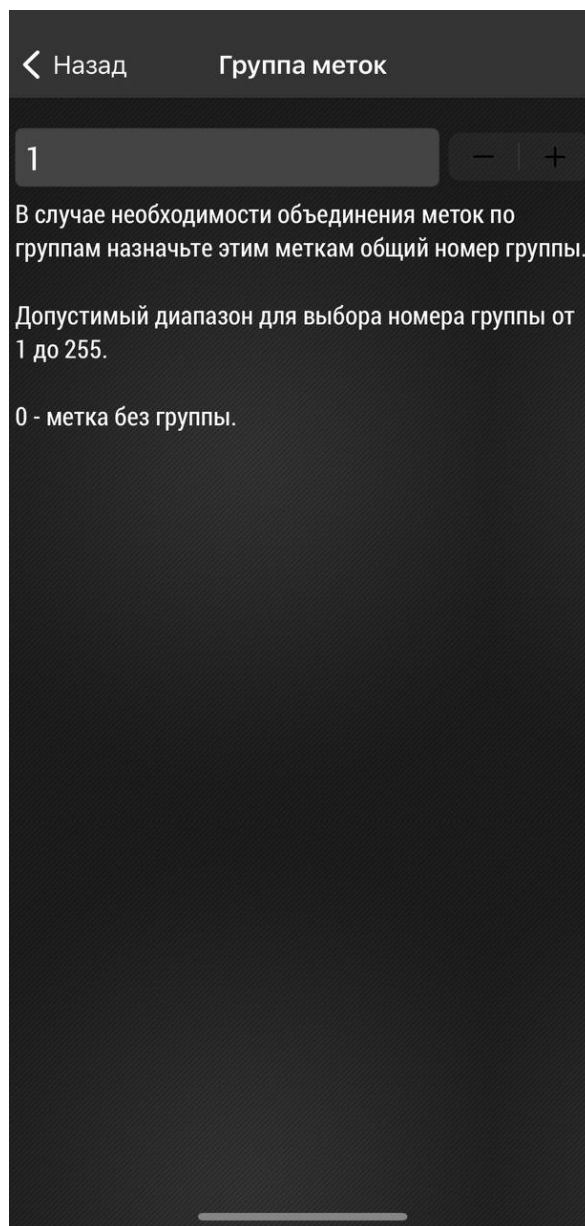 Назад
Группа меток
1
В случае необходимости объединения меток по
группам назначьте этим меткам общий номер группы.
Допустимый диапазон для выбора номера группы от
1 до 255.
0 - метка без группы.